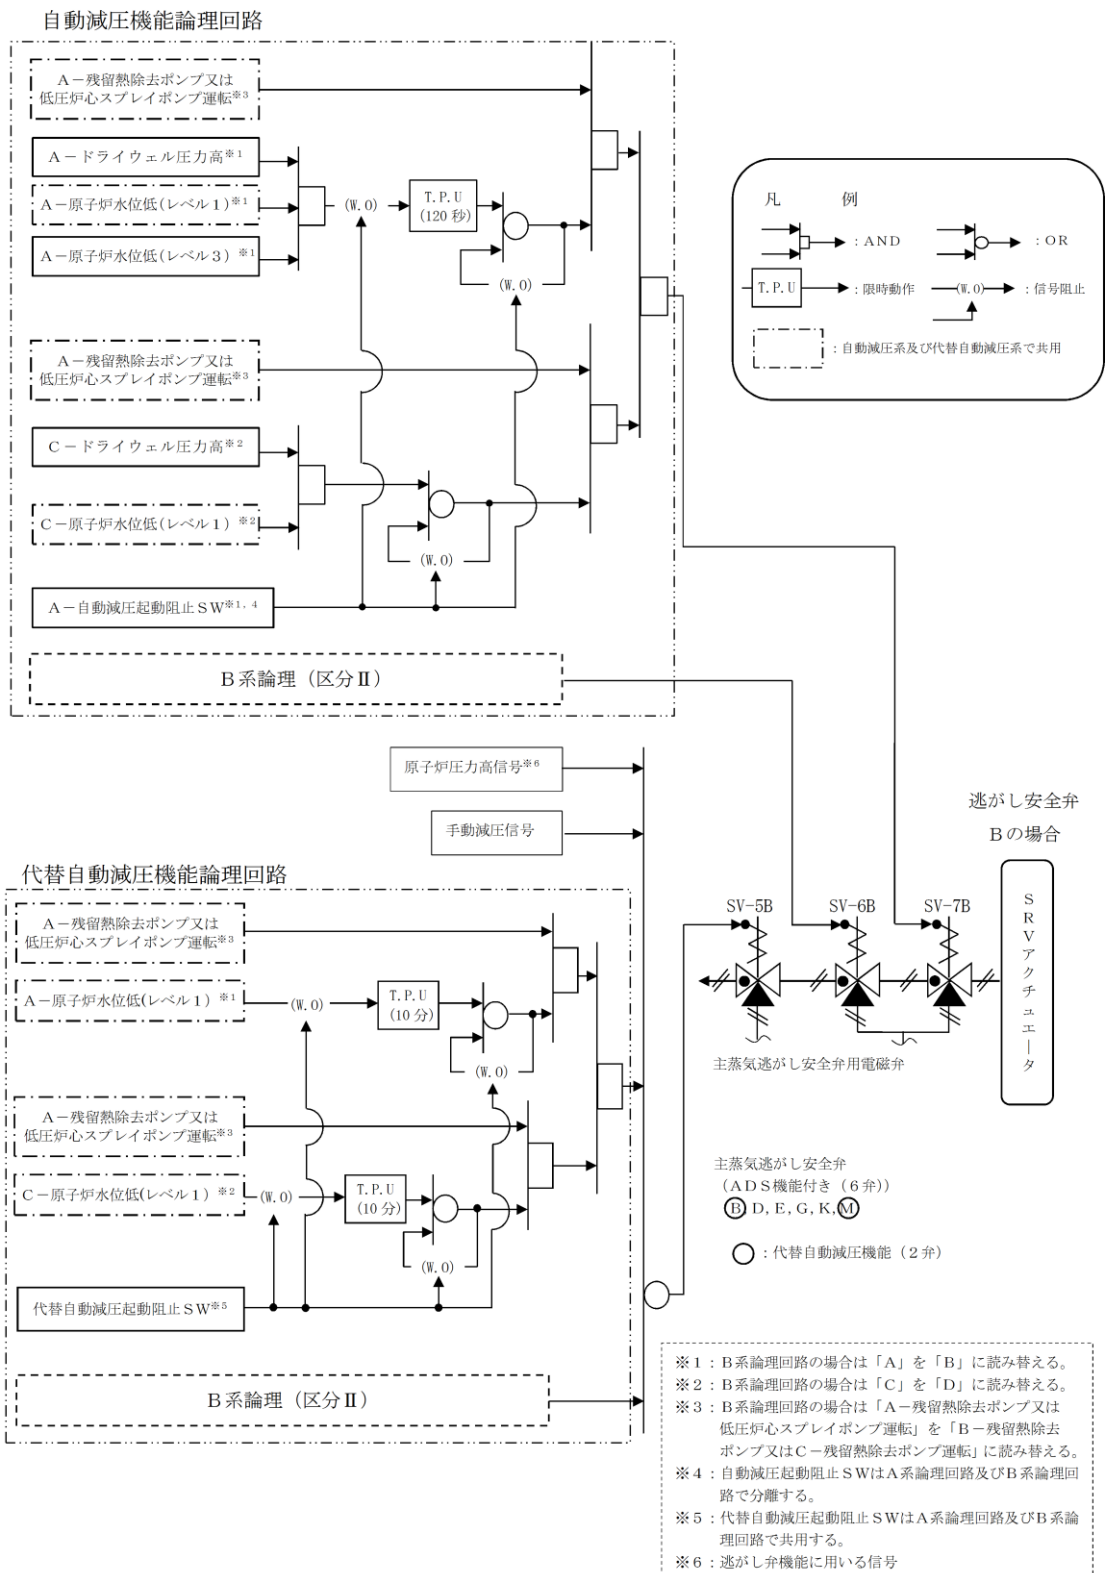 自動減圧機能論理回路
A－残留熱除去ポンプ又は
低圧炉心スプレイポンプ運転※3
A－ドライウェル圧力高※1
A－原子炉水位低(レベル1)※1
A－原子炉水位低(レベル3)※1
(W.O)
T.P.U
(120秒)
(W.O)
A－残留熱除去ポンプ又は
低圧炉心スプレイポンプ運転※3
C－ドライウェル圧力高※2
C－原子炉水位低(レベル1)※2
(W.O)
A－自動減圧起動阻止SW※1, 4
B系論理（区分Ⅱ）
凡　例
：AND
：OR
T.P.U
：限時動作
(W.O)
：信号阻止
：自動減圧系及び代替自動減圧系で共用
原子炉圧力高信号※6
手動減圧信号
代替自動減圧機能論理回路
A－残留熱除去ポンプ又は
低圧炉心スプレイポンプ運転※3
A－原子炉水位低(レベル1)※1
(W.O)
T.P.U
(10分)
(W.O)
A－残留熱除去ポンプ又は
低圧炉心スプレイポンプ運転※3
C－原子炉水位低(レベル1)※2
(W.O)
T.P.U
(10分)
(W.O)
代替自動減圧起動阻止SW※5
B系論理（区分Ⅱ）
逃がし安全弁
Bの場合
SV-5B
SV-6B
SV-7B
SRVアクチュエータ
主蒸気逃がし安全弁用電磁弁
主蒸気逃がし安全弁
（ADS機能付き（6弁））
B, D, E, G, K, M
：代替自動減圧機能（2弁）
※1：B系論理回路の場合は「A」を「B」に読み替える。
※2：B系論理回路の場合は「C」を「D」に読み替える。
※3：B系論理回路の場合は「A－残留熱除去ポンプ又は
低圧炉心スプレイポンプ運転」を「B－残留熱除去
ポンプ又はC－残留熱除去ポンプ運転」に読み替える。
※4：自動減圧起動阻止SWはA系論理回路及びB系論理回
路で分離する。
※5：代替自動減圧起動阻止SWはA系論理回路及びB系論
理回路で共用する。
※6：逃がし弁機能に用いる信号